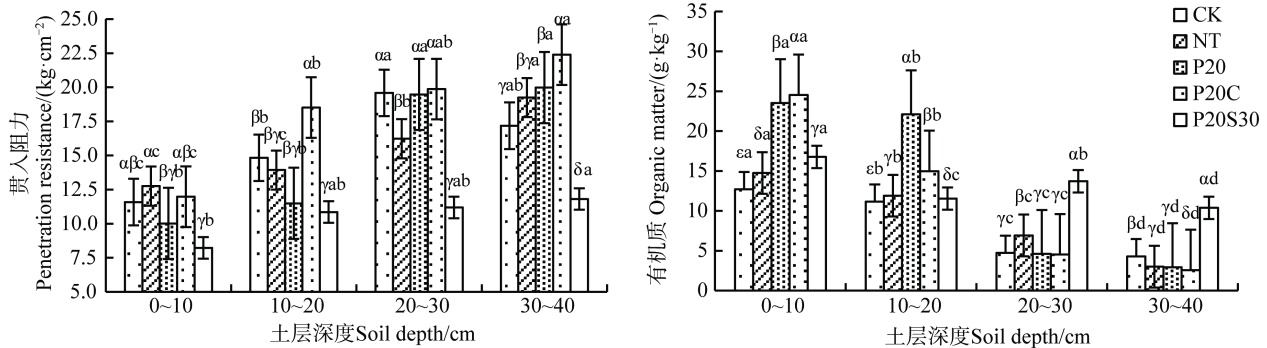 贯入阻力
Penetration resistance/(kg·cm⁻²)
25.0
22.5
20.0
17.5
15.0
12.5
10.0
7.5
5.0
αβc αc βγb αβc γb
βb βγc βγb αb γab
αa βb αa αab γab
γab βγa βa αa δa
0~10 10~20 20~30 30~40
土层深度Soil depth/cm
有机质 Organic matter/(g·kg⁻¹)
35
30
25
20
15
10
5
0
εa δa βa αa γa
εb γb αb βb δc
γc βc γc γc αb
βd γd γd δd αd
0~10 10~20 20~30 30~40
土层深度Soil depth/cm
CK
NT
P20
P20C
P20S30